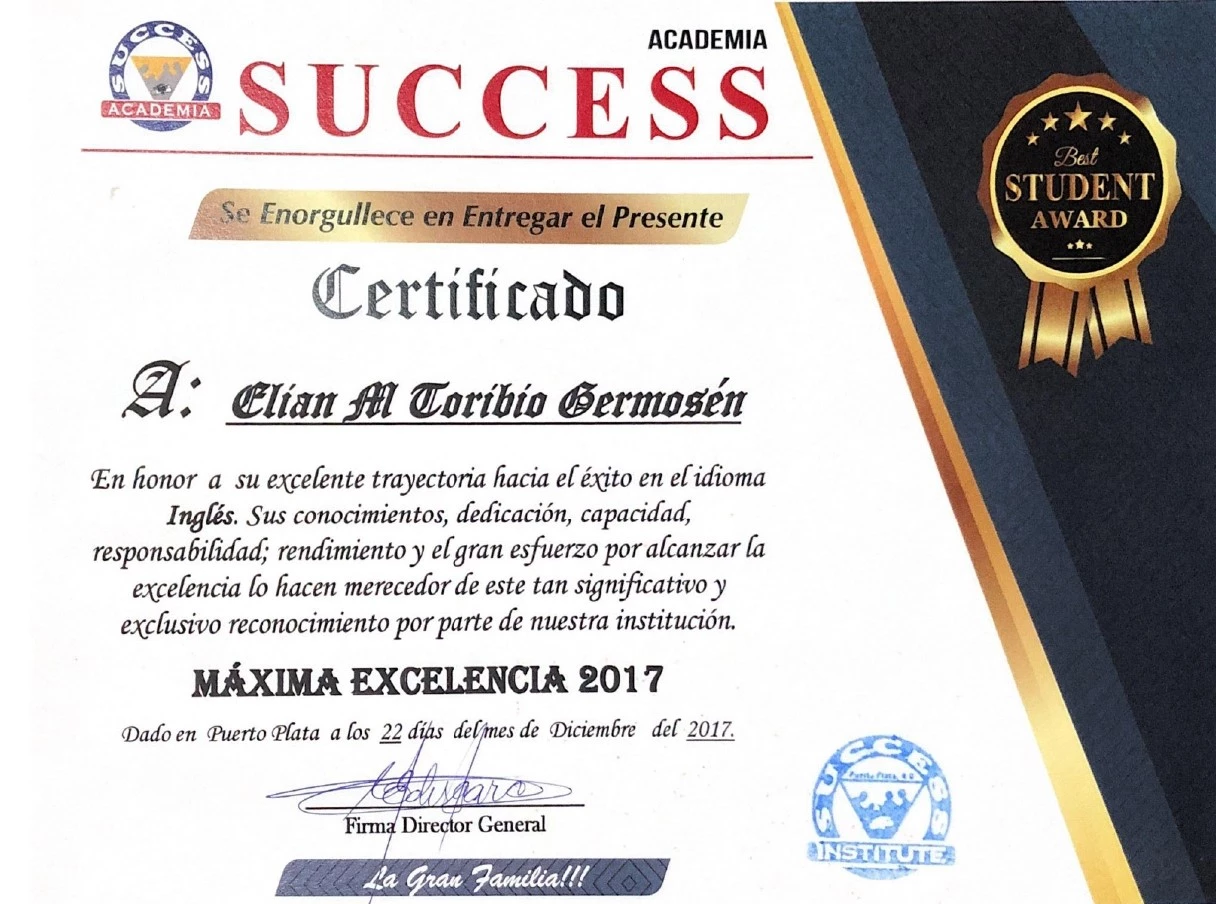 SUCCESS
ACADEMIA
ACADEMIA
SUCCESS
Best
STUDENT
AWARD
Se Enorgullece en Entregar el Presente
Certificado
A: Elian M Toribio Germosén
En honor a su excelente trayectoria hacia el éxito en el idioma
Inglés. Sus conocimientos, dedicación, capacidad,
responsabilidad; rendimiento y el gran esfuerzo por alcanzar la
excelencia lo hacen merecedor de este tan significativo y
exclusivo reconocimiento por parte de nuestra institución.
MÁXIMA EXCELENCIA 2017
Dado en Puerto Plata a los 22 días del mes de Diciembre del 2017.
Firma Director General
La Gran Familia!!!
SUCCESS
Puerto Plata, R.D.
INSTITUTE